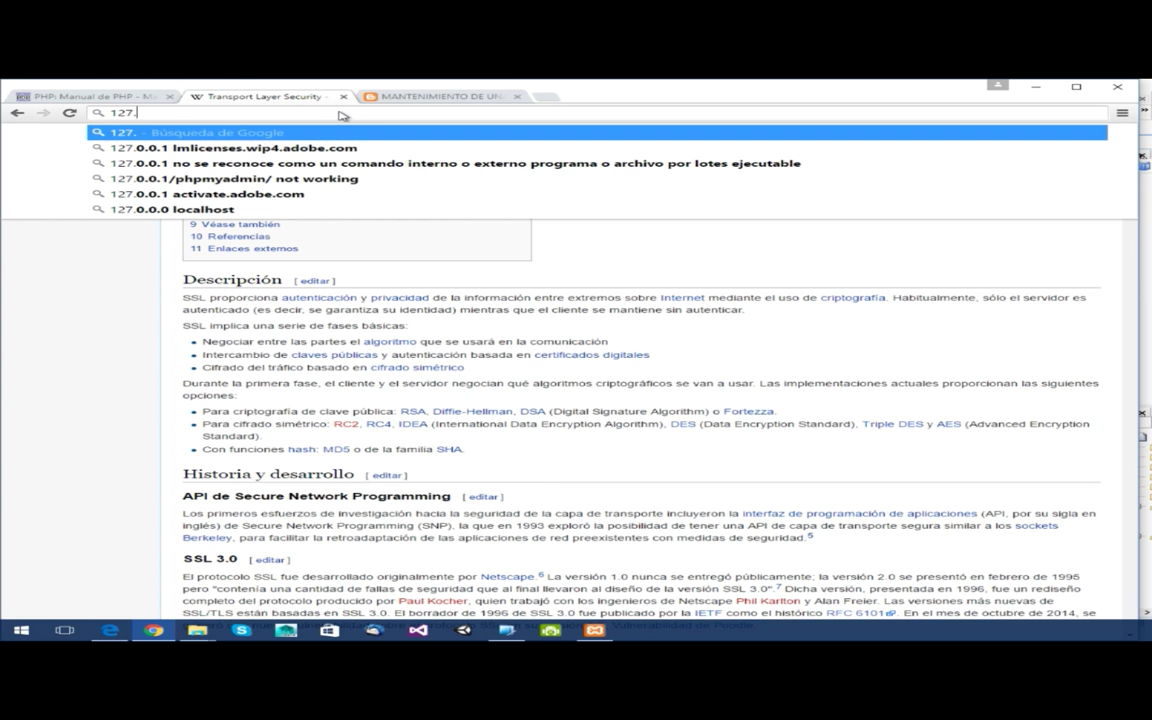 PHP: Manual de PHP - Ma
Transport Layer Security -
MANTENIMIENTO DE UN
127.
127. - Búsqueda de Google
127.0.0.1 lmlicenses.wip4.adobe.com
127.0.0.1 no se reconoce como un comando interno o externo programa o archivo por lotes ejecutable
127.0.0.1/phpmyadmin/ not working
127.0.0.1 activate.adobe.com
127.0.0.0 localhost
9 Véase también
10 Referencias
11 Enlaces externos
Descripción [ editar ]
SSL proporciona autenticación y privacidad de la información entre extremos sobre Internet mediante el uso de criptografía. Habitualmente, sólo el servidor es
autenticado (es decir, se garantiza su identidad) mientras que el cliente se mantiene sin autenticar.
SSL implica una serie de fases básicas:
• Negociar entre las partes el algoritmo que se usará en la comunicación
• Intercambio de claves públicas y autenticación basada en certificados digitales
• Cifrado del tráfico basado en cifrado simétrico
Durante la primera fase, el cliente y el servidor negocian qué algoritmos criptográficos se van a usar. Las implementaciones actuales proporcionan las siguientes
opciones:
• Para criptografía de clave pública: RSA, Diffie-Hellman, DSA (Digital Signature Algorithm) o Fortezza.
• Para cifrado simétrico: RC2, RC4, IDEA (International Data Encryption Algorithm), DES (Data Encryption Standard), Triple DES y AES (Advanced Encryption
Standard).
• Con funciones hash: MD5 o de la familia SHA.
Historia y desarrollo [ editar ]
API de Secure Network Programming [ editar ]
Los primeros esfuerzos de investigación hacia la seguridad de la capa de transporte incluyeron la interfaz de programación de aplicaciones (API, por su sigla en
inglés) de Secure Network Programming (SNP), la que en 1993 exploró la posibilidad de tener una API de capa de transporte segura similar a los sockets
Berkeley, para facilitar la retroadaptación de las aplicaciones de red preexistentes con medidas de seguridad.5
SSL 3.0 [ editar ]
El protocolo SSL fue desarrollado originalmente por Netscape.6 La versión 1.0 nunca se entregó públicamente; la versión 2.0 se presentó en febrero de 1995
pero "contenía una cantidad de fallas de seguridad que al final llevaron al diseño de la versión SSL 3.0".7 Dicha versión, presentada en 1996, fue un rediseño
completo del protocolo producido por Paul Kocher, quien trabajó con los ingenieros de Netscape Phil Karlton y Alan Freier. Las versiones más nuevas de
SSL/TLS están basadas en SSL 3.0. El borrador de 1996 de SSL 3.0 fue publicado por la IETF como el histórico RFC 6101. En el mes de octubre de 2014, se